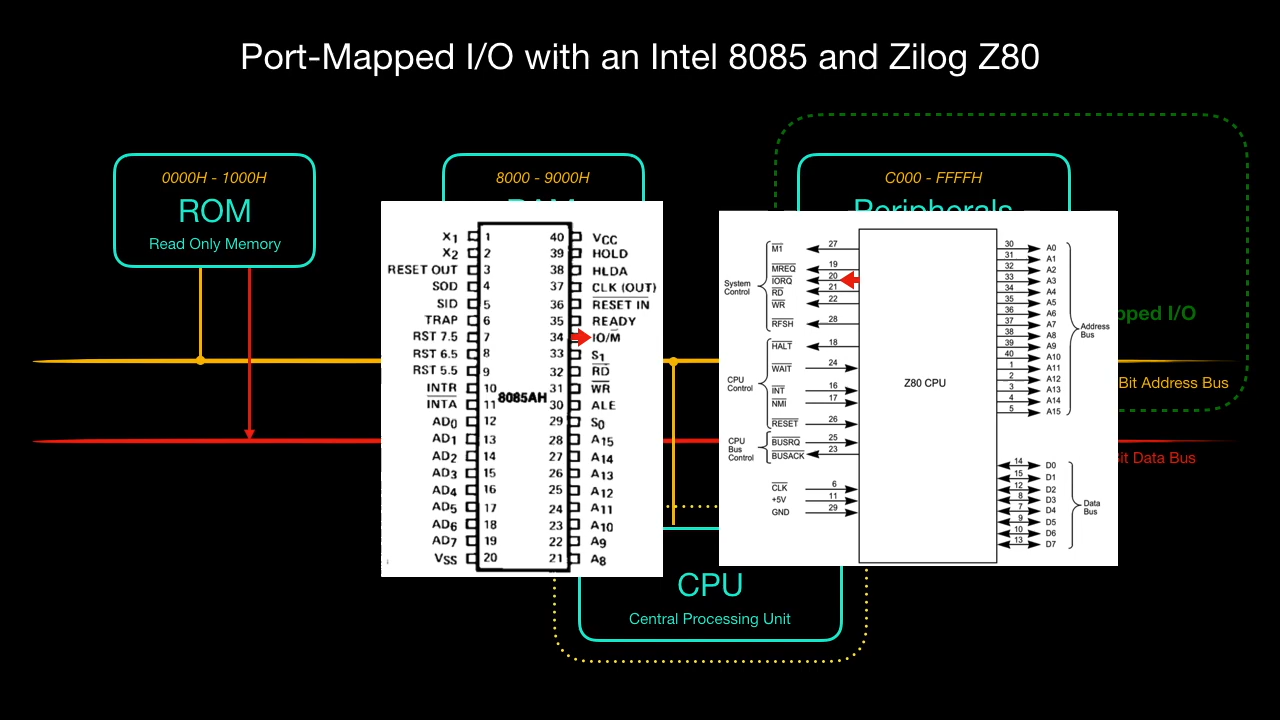 Port-Mapped I/O with an Intel 8085 and Zilog Z80
0000H - 1000H
ROM
Read Only Memory
8000 - 9000H
C000 - FFFFH
Peripherals
X1 1 40 VCC
X2 2 39 HOLD
RESET OUT 3 38 HLDA
SOD 4 37 CLK (OUT)
SID 5 36 RESET IN
TRAP 6 35 READY
RST 7.5 7 34 IO/M
RST 6.5 8 33 S1
RST 5.5 9 32 RD
INTR 10 31 WR
INTA 11 8085AH 30 ALE
AD0 12 29 S0
AD1 13 28 A15
AD2 14 27 A14
AD3 15 26 A13
AD4 16 25 A12
AD5 17 24 A11
AD6 18 23 A10
AD7 19 22 A9
VSS 20 21 A8
System
Control
M1 27
MREQ 19
IORQ 20
RD 21
WR 22
RFSH 28
CPU
Control
HALT 18
WAIT 24
INT 16
NMI 17
RESET 26
CPU
Bus
Control
BUSRQ 25
BUSACK 23
CLK 6
+5V 11
GND 29
Z80 CPU
30 A0
31 A1
32 A2
33 A3
34 A4
35 A5
36 A6
37 A7
38 A8
39 A9
40 A10
1 A11
2 A12
3 A13
4 A14
5 A15
Address
Bus
14 D0
15 D1
12 D2
8 D3
7 D4
9 D5
10 D6
13 D7
Data
Bus
pped I/O
Bit Address Bus
it Data Bus
CPU
Central Processing Unit